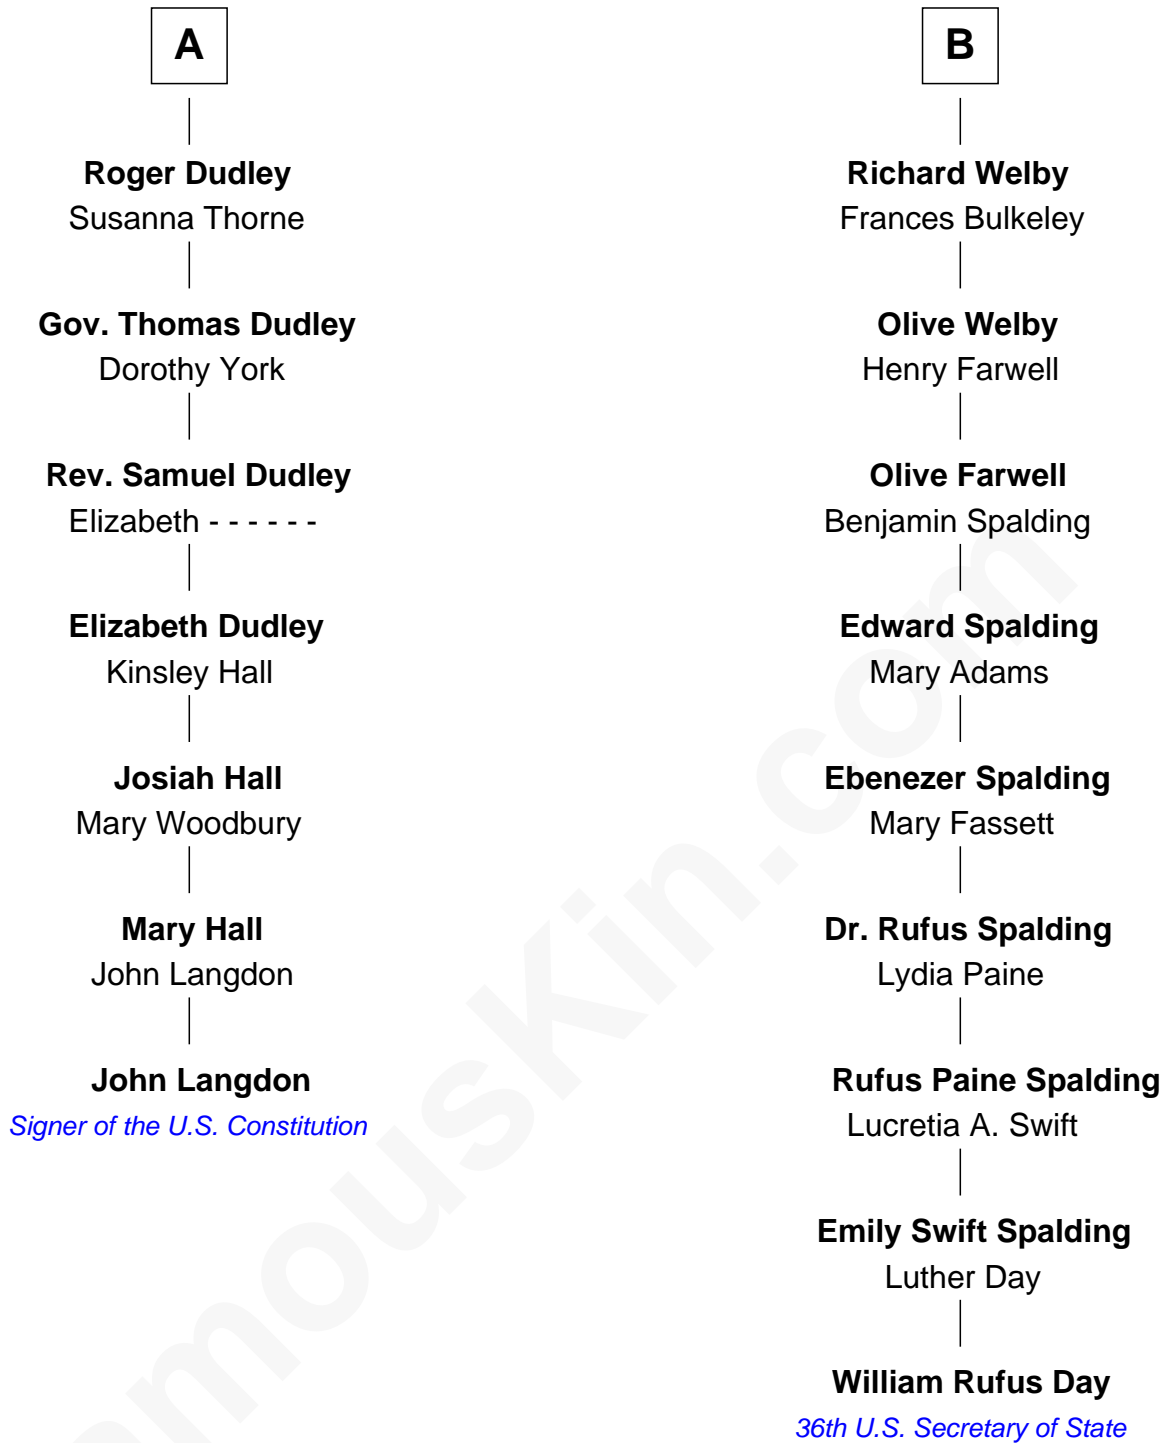 A
Roger Dudley
Susanna Thorne
Gov. Thomas Dudley
Dorothy York
Rev. Samuel Dudley
Elizabeth - - - - - -
Elizabeth Dudley
Kinsley Hall
Josiah Hall
Mary Woodbury
Mary Hall
John Langdon
John Langdon
Signer of the U.S. Constitution
B
Richard Welby
Frances Bulkeley
Olive Welby
Henry Farwell
Olive Farwell
Benjamin Spalding
Edward Spalding
Mary Adams
Ebenezer Spalding
Mary Fassett
Dr. Rufus Spalding
Lydia Paine
Rufus Paine Spalding
Lucretia A. Swift
Emily Swift Spalding
Luther Day
William Rufus Day
36th U.S. Secretary of State
amouskin.com